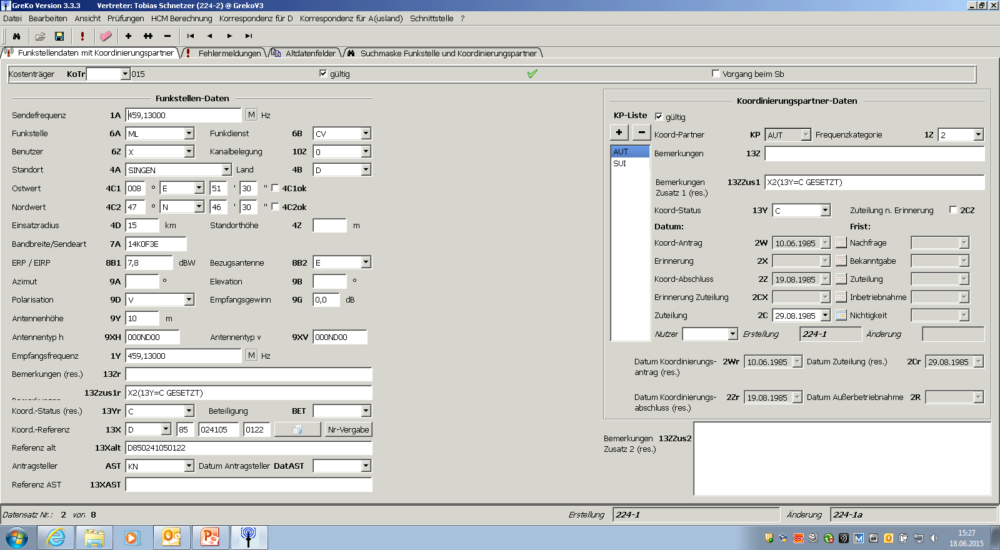 GreKo Version 3.3.3 Vertreter: Tobias Schnetzer (224-2) @ GrekoV3
Datei Bearbeiten Ansicht Prüfungen HCM Berechnung Korrespondenz für D Korrespondenz für A(usland) Schnittstelle ?
Funkstellendaten mit Koordinierungspartner Fehlermeldungen Altdatenfelder Suchmaske Funkstelle und Koordinierungspartner
Kostenträger KoTr 015 gültig Vorgang beim Sb
Funkstellen-Daten
Sendefrequenz 1A 459,13000 M Hz
Funkstelle 6A ML Funkdienst 6B CV
Benutzer 6Z X Kanalbelegung 10Z 0
Standort 4A SINGEN Land 4B D
Ostwert 4C1 008 ° E 51 ' 30 " 4C1ok
Nordwert 4C2 47 ° N 46 ' 30 " 4C2ok
Einsatzradius 4D 15 km Standorthöhe 4Z m
Bandbreite/Sendeart 7A 14K0F3E
ERP / EIRP 8B1 7,8 dBW Bezugsantenne 8B2 E
Azimut 9A ° Elevation 9B °
Polarisation 9D V Empfangsgewinn 9G 0,0 dB
Antennenhöhe 9Y 10 m
Antennentyp h 9XH 000ND00 Antennentyp v 9XV 000ND00
Empfangsfrequenz 1Y 459,13000 M Hz
Bemerkungen (res.) 13Zr
13Zzus1r X2(13Y=C GESETZT)
Koord.-Status (res.) 13Yr C Beteiligung BET
Koord.-Referenz 13X D 85 024105 0122 Nr-Vergabe
Referenz alt 13Xalt D850241050122
Antragsteller AST KN Datum Antragsteller DatAST
Referenz AST 13XAST
Koordinierungspartner-Daten
KP-Liste gültig
Koord-Partner KP AUT Frequenzkategorie 1Z 2
AUT
SUI
Bemerkungen 13Z
Bemerkungen 13ZZus1 X2(13Y=C GESETZT)
Zusatz 1 (res.)
Koord-Status 13Y C Zuteilung n. Erinnerung 2CZ
Datum: Frist:
Koord-Antrag 2W 10.06.1985 Nachfrage
Erinnerung 2X Bekanntgabe
Koord-Abschluss 2Z 19.08.1985 Zuteilung
Erinnerung Zuteilung 2CX Inbetriebnahme
Zuteilung 2C 29.08.1985 Nichtigkeit
Nutzer Erstellung 224-1 Änderung
Datum Koordinierungs- 2Wr 10.06.1985 Datum Zuteilung (res.) 2Cr 29.08.1985
antrag (res.)
Datum Koordinierungs- 2Zr 19.08.1985 Datum Außerbetriebnahme 2R
abschluss (res.)
Bemerkungen 13ZZus2
Zusatz 2 (res.)
Datensatz Nr.: 2 von 8 Erstellung 224-1 Änderung 224-1a
15:27
18.06.2015